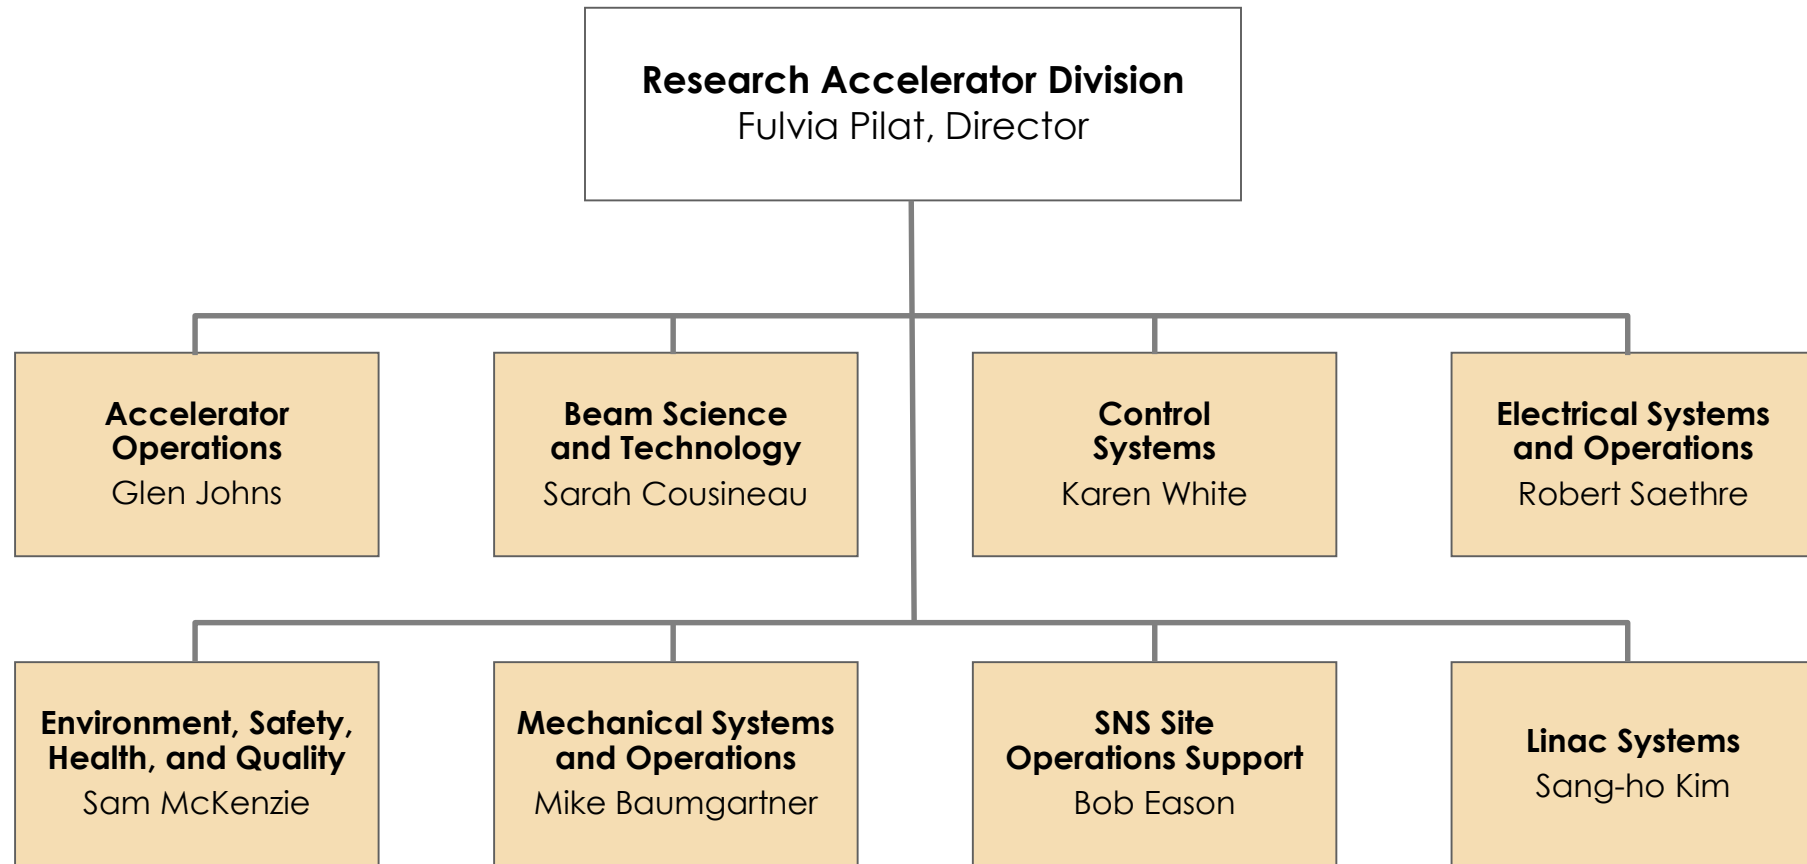 Research Accelerator Division
Fulvia Pilat, Director
Accelerator
Operations
Glen Johns
Beam Science
and Technology
Sarah Cousineau
Control
Systems
Karen White
Electrical Systems
and Operations
Robert Saethre
Environment, Safety,
Health, and Quality
Sam McKenzie
Mechanical Systems
and Operations
Mike Baumgartner
SNS Site
Operations Support
Bob Eason
Linac Systems
Sang-ho Kim